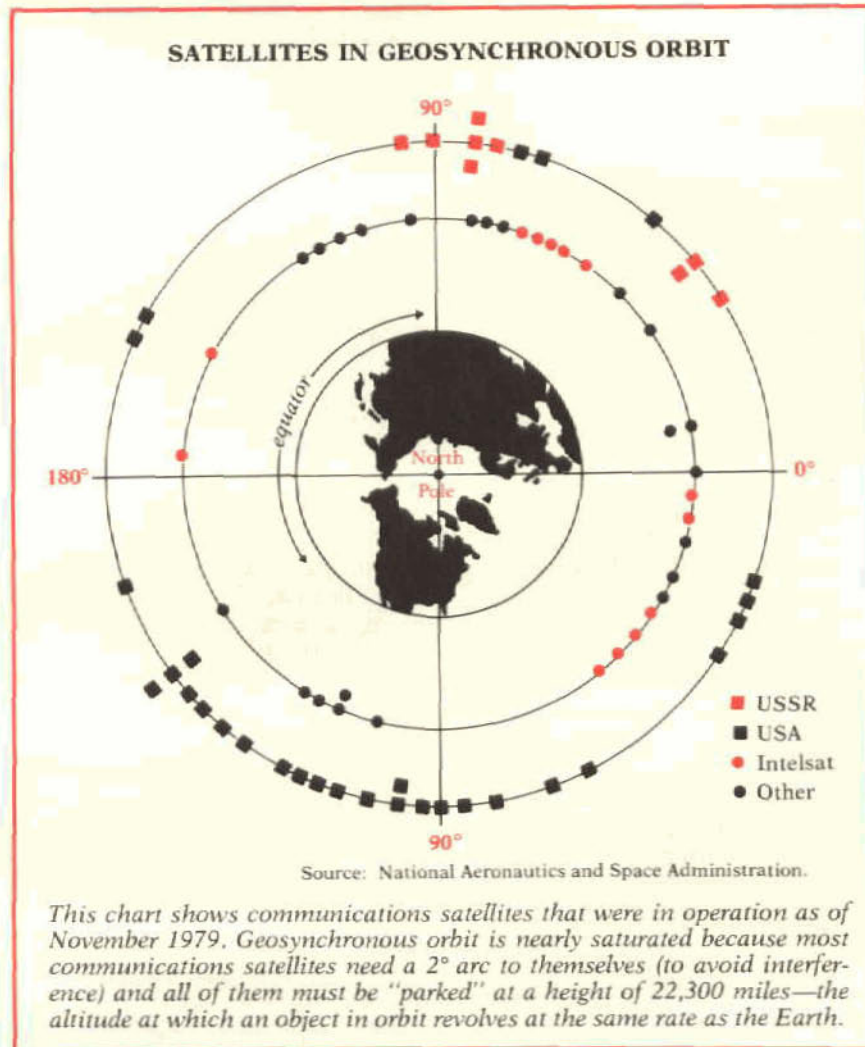 SATELLITES IN GEOSYNCHRONOUS ORBIT
90°
equator
North
Pole
180°
0°
USSR
USA
Intelsat
Other
90°
Source: National Aeronautics and Space Administration.
This chart shows communications satellites that were in operation as of
November 1979. Geosynchronous orbit is nearly saturated because most
communications satellites need a 2° arc to themselves (to avoid interfer-
ence) and all of them must be "parked" at a height of 22,300 miles—the
altitude at which an object in orbit revolves at the same rate as the Earth.